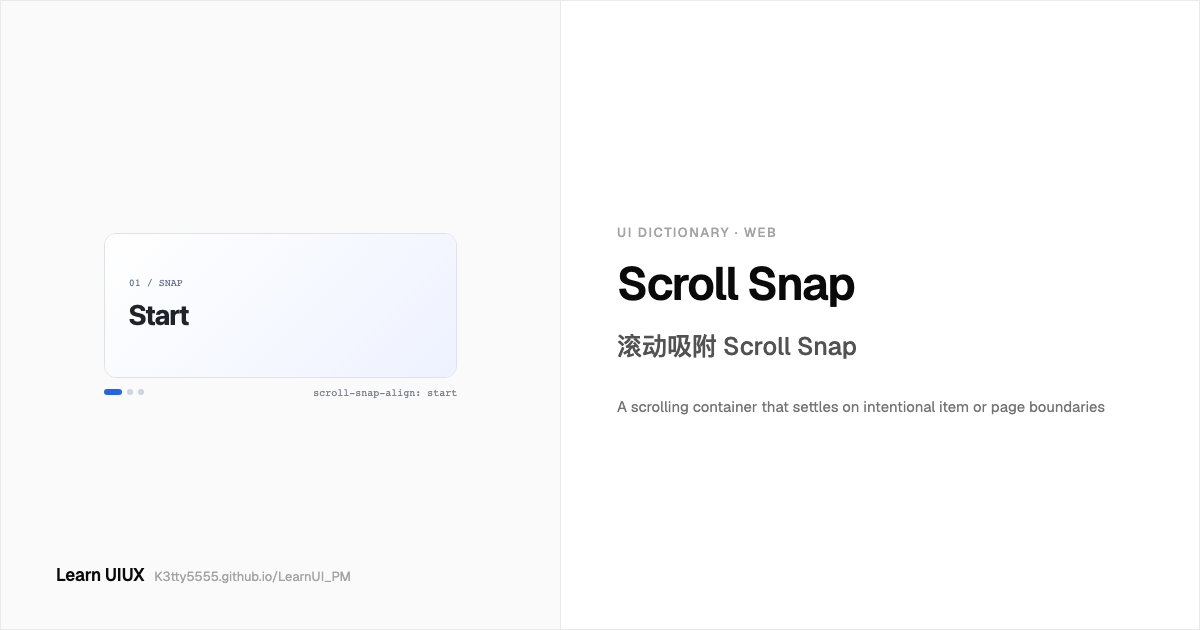 01 / SNAP
Start
scroll-snap-align: start
Learn UIUX K3tty5555.github.io/LearnUI_PM
UI DICTIONARY · WEB
Scroll Snap
滚动吸附 Scroll Snap
A scrolling container that settles on intentional item or page boundaries